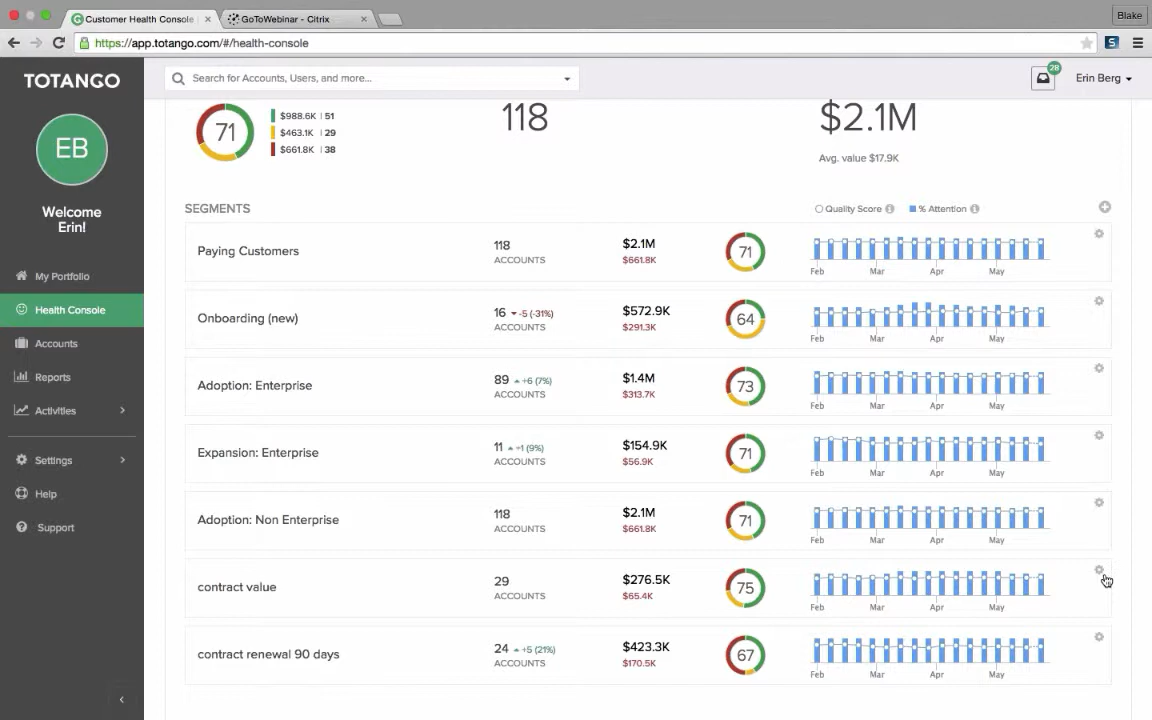 Customer Health Console
GoToWebinar - Citrix
Blake
https://app.totango.com/#/health-console
TOTANGO
Search for Accounts, Users, and more...
28
Erin Berg
EB
Welcome
Erin!
My Portfolio
Health Console
Accounts
Reports
Activities
Settings
Help
Support
71
$988.6K | 51
$463.1K | 29
$661.8K | 38
118
$2.1M
Avg. value $17.9K
SEGMENTS
Quality Score
% Attention
Paying Customers
118
ACCOUNTS
$2.1M
$661.8K
71
Feb Mar Apr May
Onboarding (new)
16 -5 (-31%)
ACCOUNTS
$572.9K
$291.3K
64
Feb Mar Apr May
Adoption: Enterprise
89 +6 (7%)
ACCOUNTS
$1.4M
$313.7K
73
Feb Mar Apr May
Expansion: Enterprise
11 +1 (9%)
ACCOUNTS
$154.9K
$56.9K
71
Feb Mar Apr May
Adoption: Non Enterprise
118
ACCOUNTS
$2.1M
$661.8K
71
Feb Mar Apr May
contract value
29
ACCOUNTS
$276.5K
$65.4K
75
Feb Mar Apr May
contract renewal 90 days
24 +5 (21%)
ACCOUNTS
$423.3K
$170.5K
67
Feb Mar Apr May